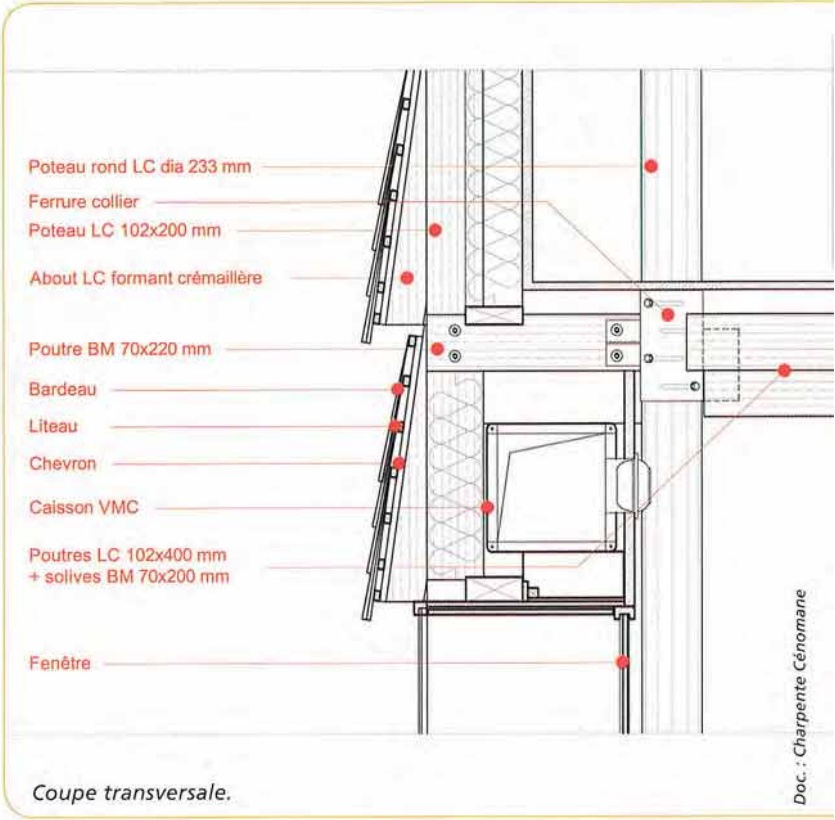 Poteau rond LC dia 233 mm
Ferrure collier
Poteau LC 102x200 mm
About LC formant crémaillère
Poutre BM 70x220 mm
Bardeau
Liteau
Chevron
Caisson VMC
Poutres LC 102x400 mm
+ solives BM 70x200 mm
Fenêtre
Coupe transversale.
Doc. : Charpente Cénomane